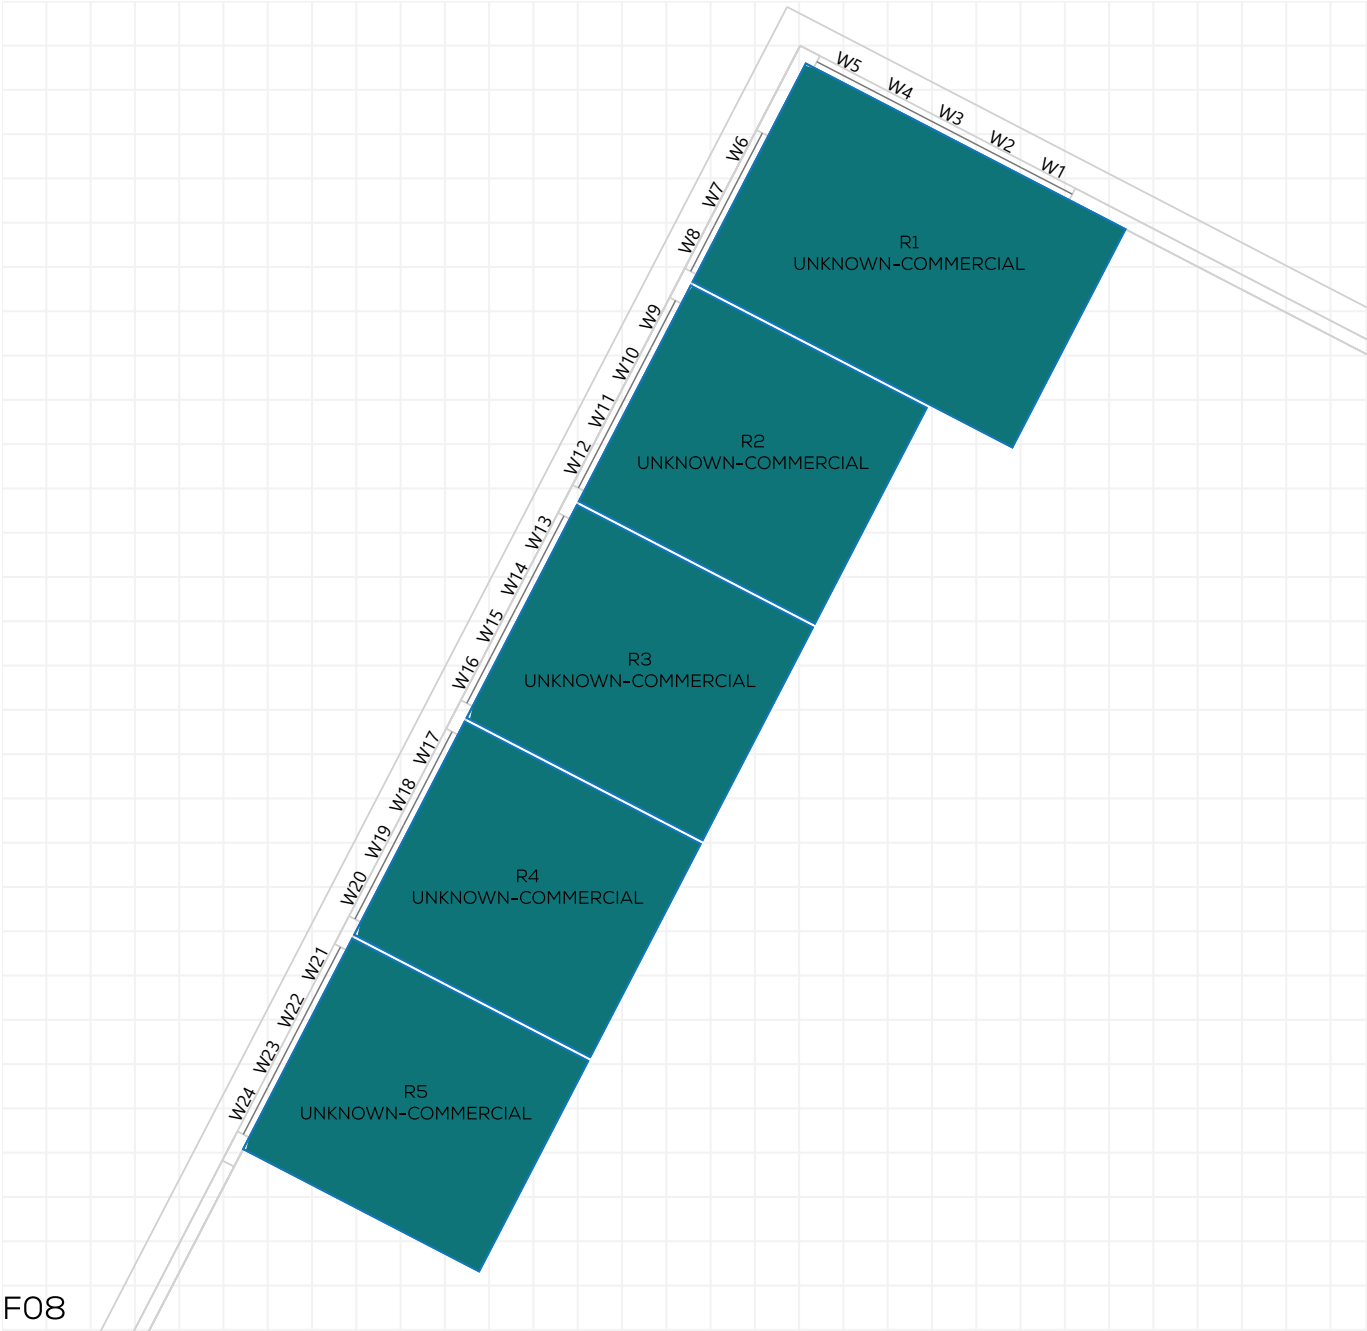 W5
W4
W3
W2
W1
W6
W7
W8
R1
UNKNOWN-COMMERCIAL
W9
W10
W11
W12
R2
UNKNOWN-COMMERCIAL
W13
W14
W15
W16
R3
UNKNOWN-COMMERCIAL
W17
W18
W19
W20
R4
UNKNOWN-COMMERCIAL
W21
W22
W23
W24
R5
UNKNOWN-COMMERCIAL
F08